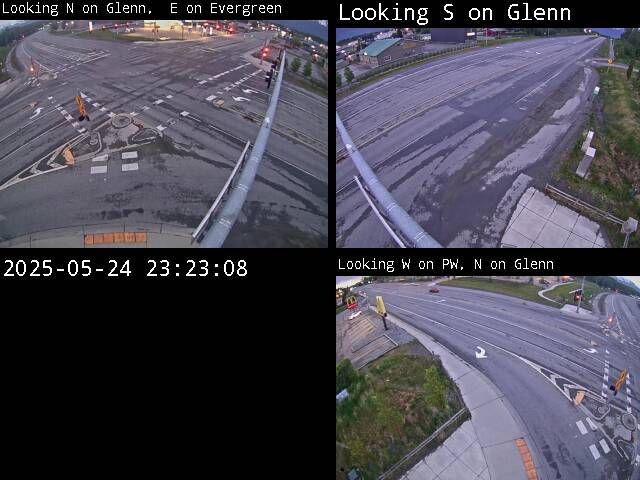 Looking N on Glenn,  E on Evergreen
Looking S on Glenn
2025-05-24 23:23:08
Looking W on PW, N on Glenn